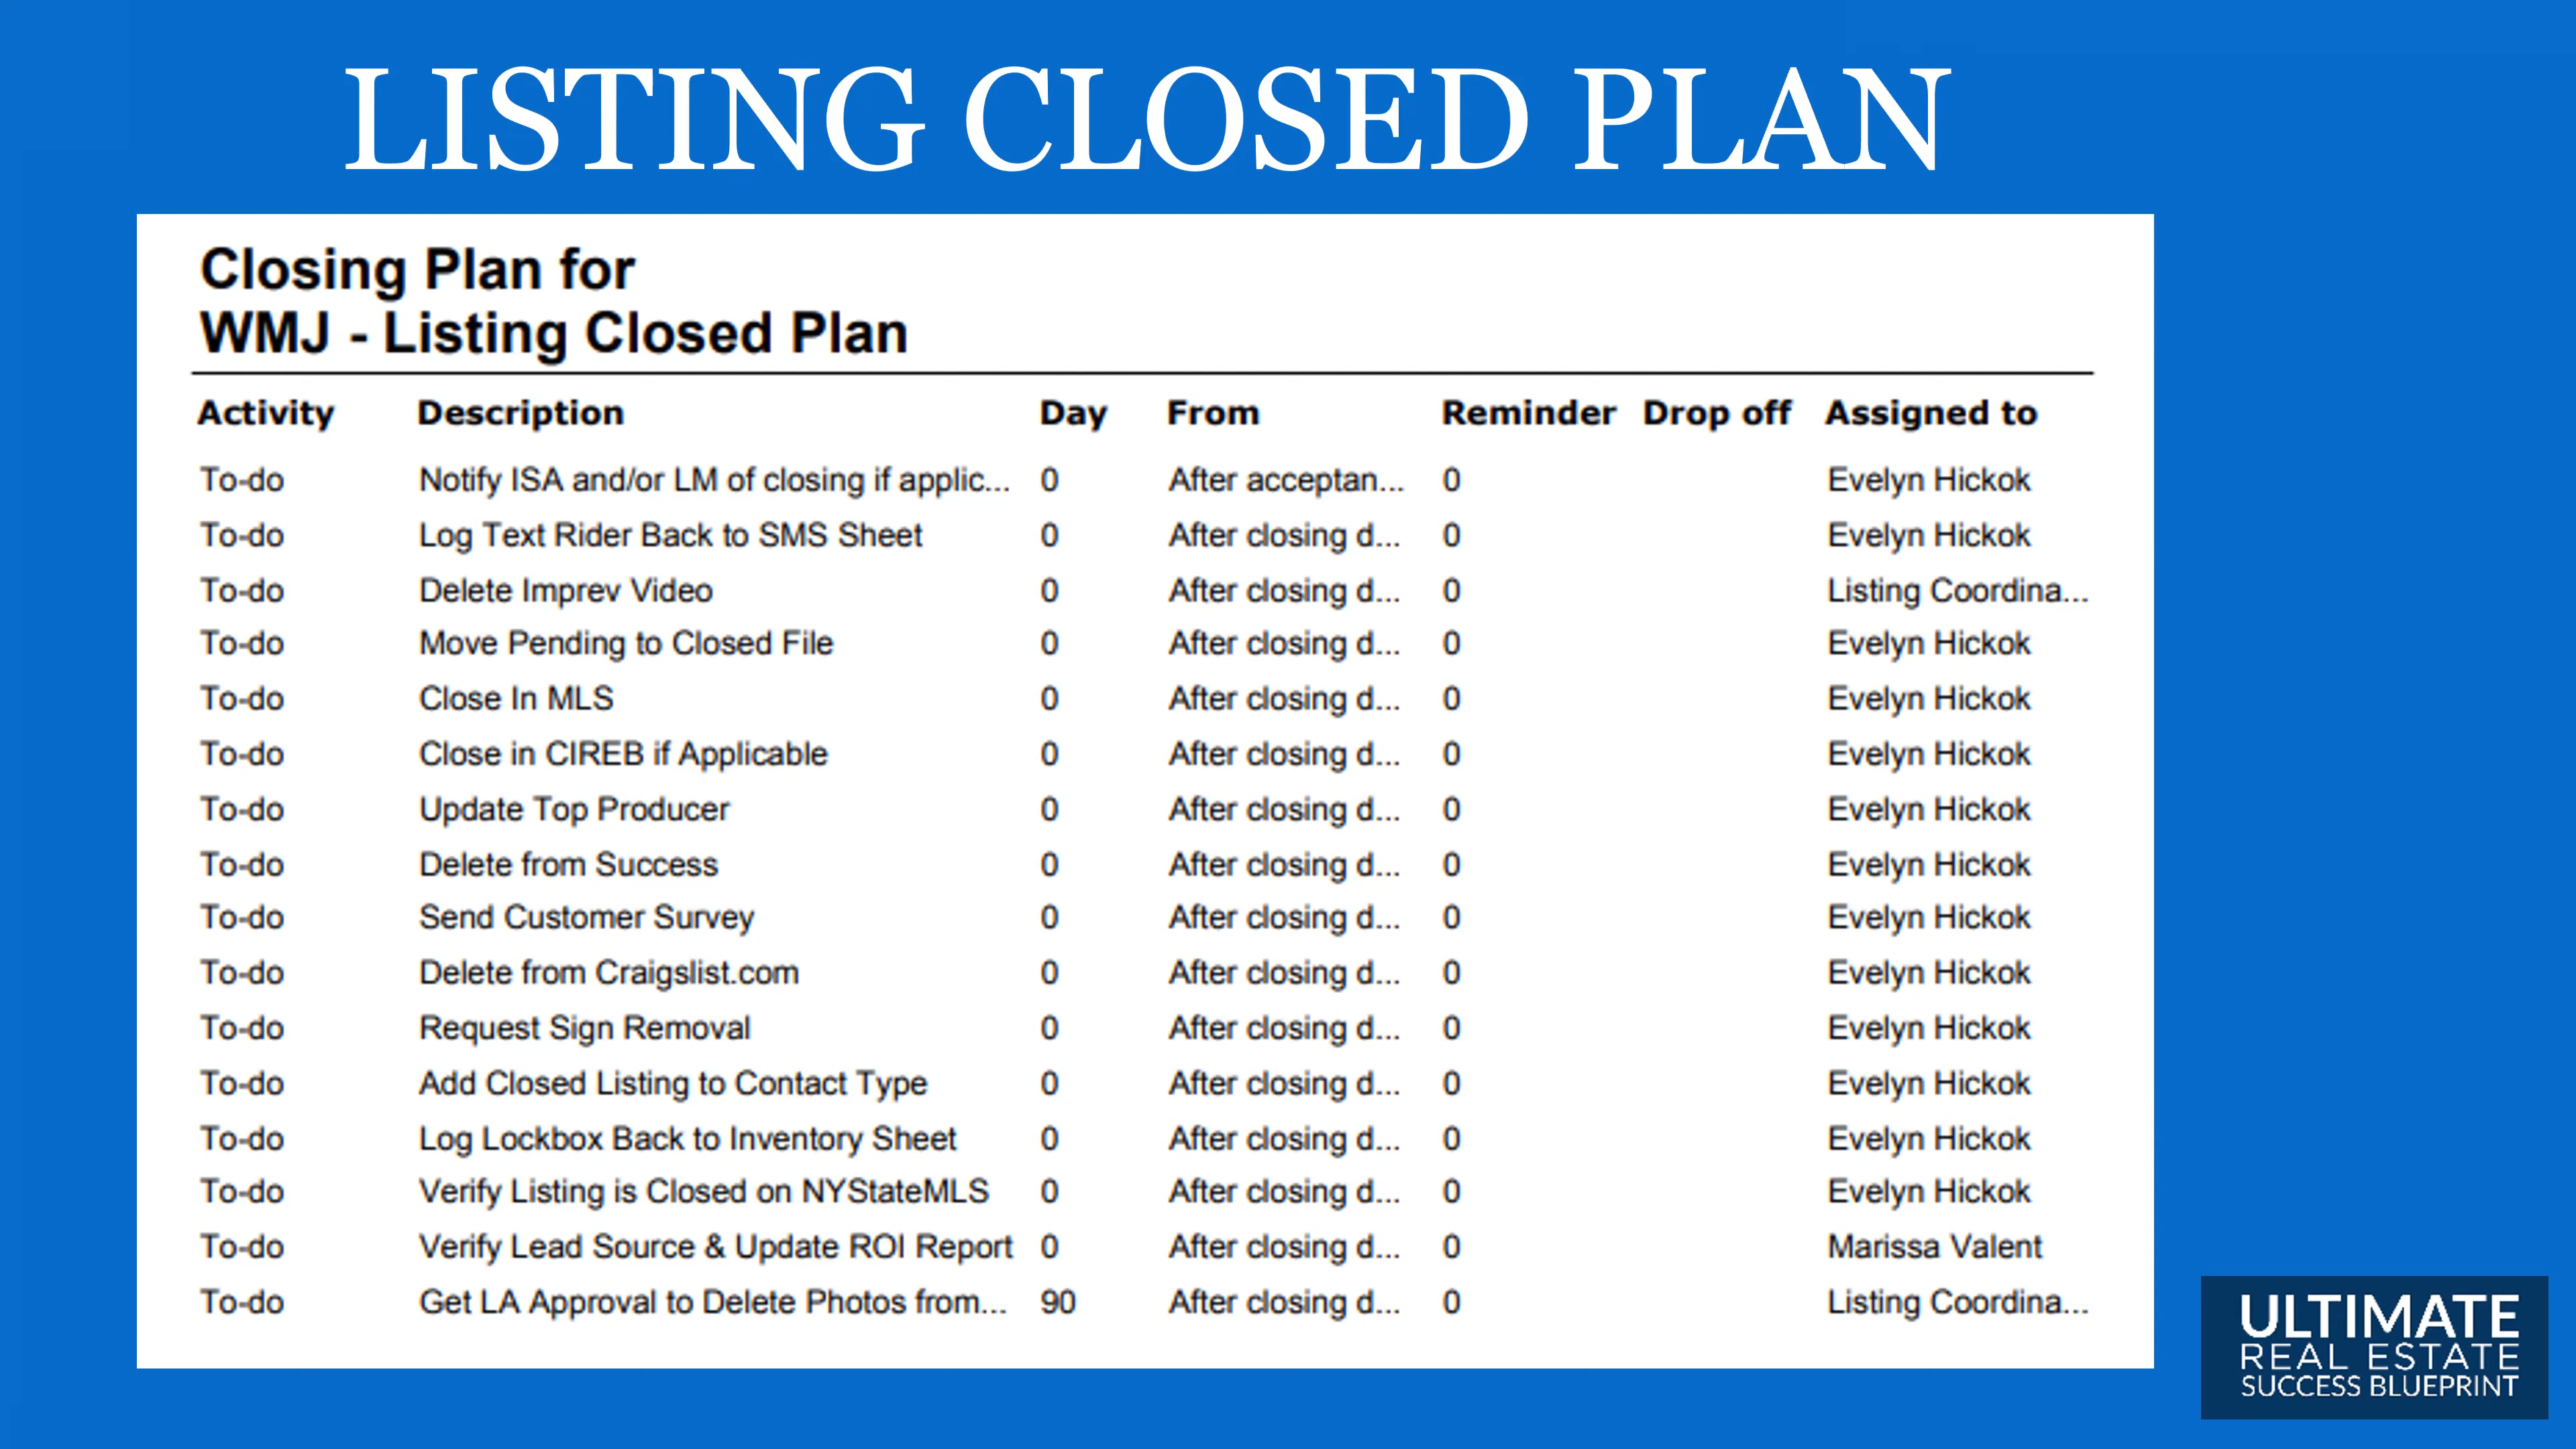 LISTING CLOSED PLAN
Closing Plan for
WMJ - Listing Closed Plan
Activity Description Day From Reminder Drop off Assigned to
To-do Notify ISA and/or LM of closing if applic... 0 After acceptan... 0 Evelyn Hickok
To-do Log Text Rider Back to SMS Sheet 0 After closing d... 0 Evelyn Hickok
To-do Delete Imprev Video 0 After closing d... 0 Listing Coordina...
To-do Move Pending to Closed File 0 After closing d... 0 Evelyn Hickok
To-do Close In MLS 0 After closing d... 0 Evelyn Hickok
To-do Close in CIREB if Applicable 0 After closing d... 0 Evelyn Hickok
To-do Update Top Producer 0 After closing d... 0 Evelyn Hickok
To-do Delete from Success 0 After closing d... 0 Evelyn Hickok
To-do Send Customer Survey 0 After closing d... 0 Evelyn Hickok
To-do Delete from Craigslist.com 0 After closing d... 0 Evelyn Hickok
To-do Request Sign Removal 0 After closing d... 0 Evelyn Hickok
To-do Add Closed Listing to Contact Type 0 After closing d... 0 Evelyn Hickok
To-do Log Lockbox Back to Inventory Sheet 0 After closing d... 0 Evelyn Hickok
To-do Verify Listing is Closed on NYStateMLS 0 After closing d... 0 Evelyn Hickok
To-do Verify Lead Source & Update ROI Report 0 After closing d... 0 Marissa Valent
To-do Get LA Approval to Delete Photos from... 90 After closing d... 0 Listing Coordina...
ULTIMATE
REAL ESTATE
SUCCESS BLUEPRINT